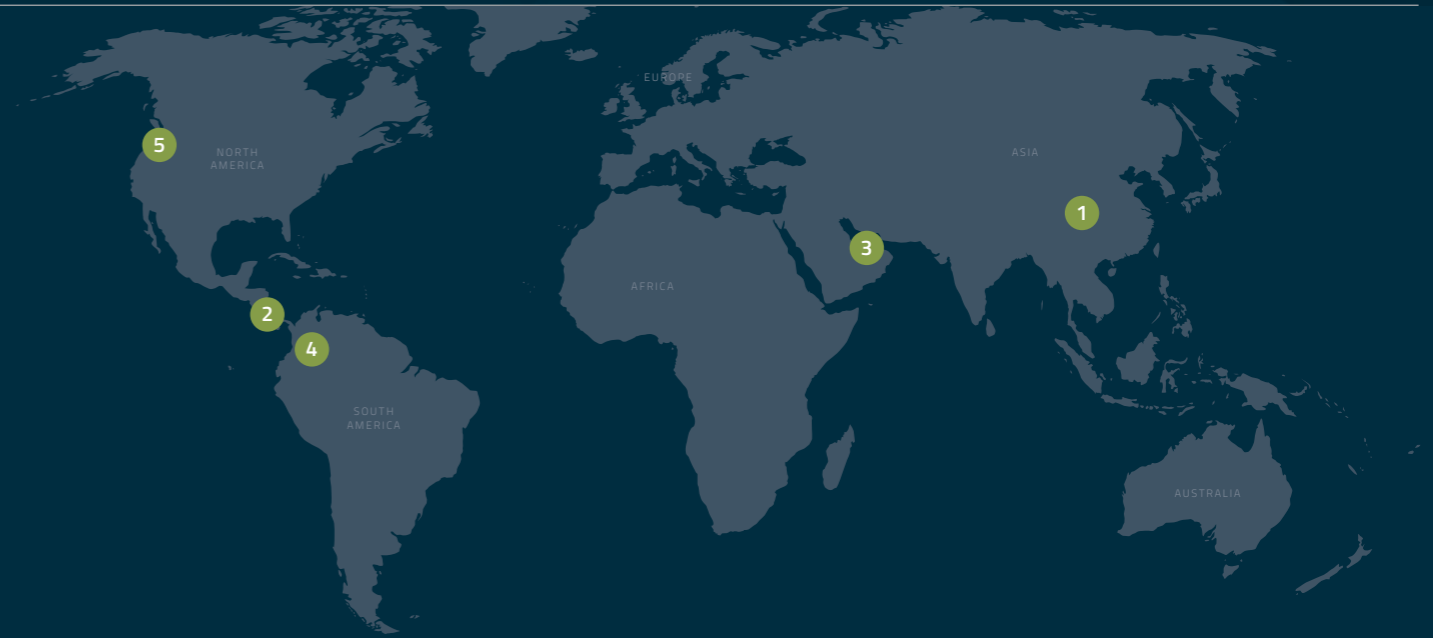 EUROPE
5
NORTH
AMERICA
ASIA
1
3
AFRICA
2
4
SOUTH
AMERICA
AUSTRALIA